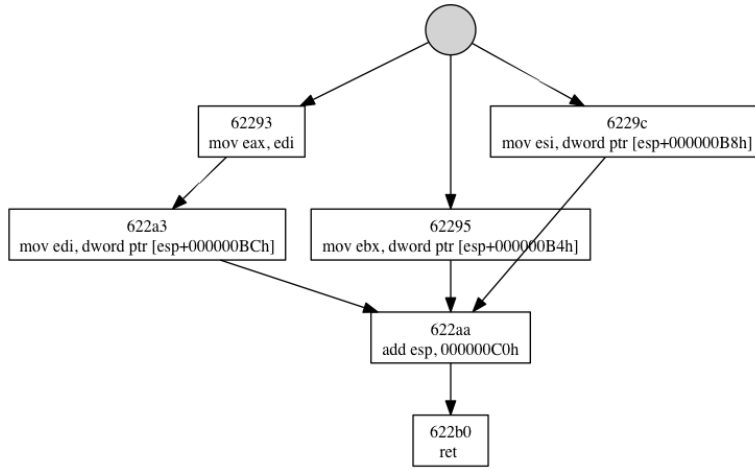 62293
mov eax, edi
6229c
mov esi, dword ptr [esp+000000B8h]
622a3
mov edi, dword ptr [esp+000000BCh]
62295
mov ebx, dword ptr [esp+000000B4h]
622aa
add esp, 000000C0h
622b0
ret